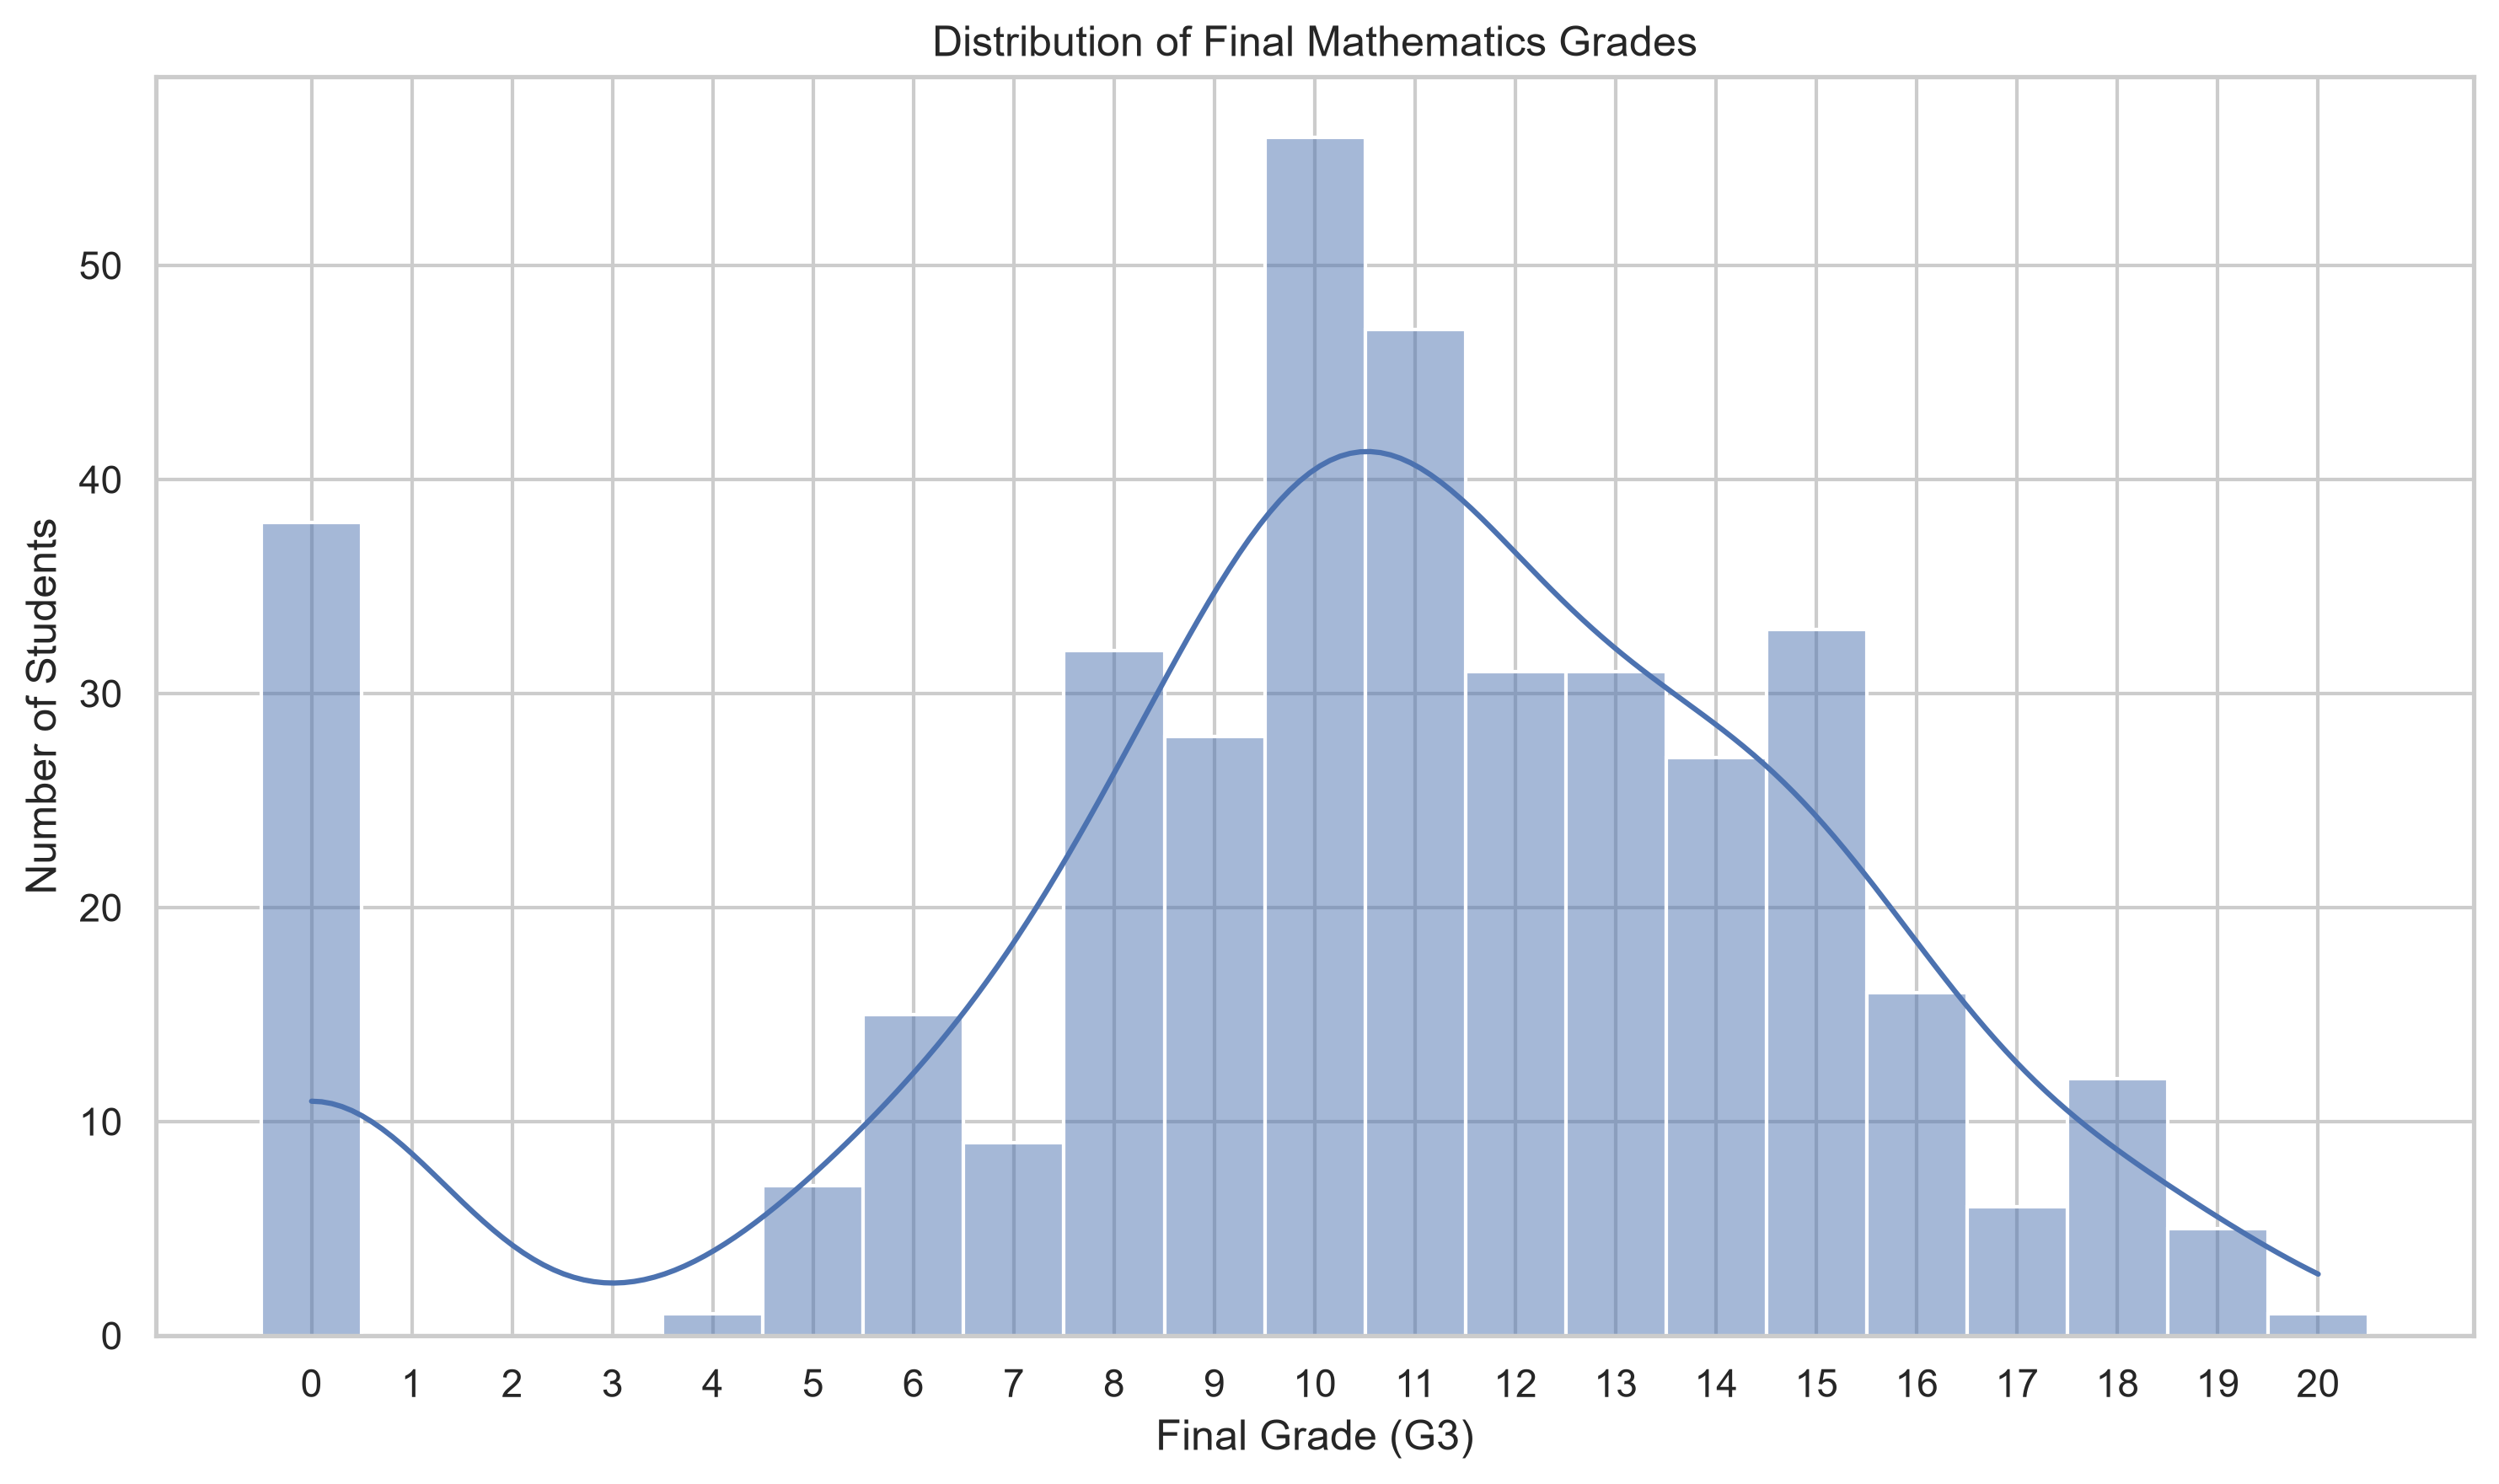 Distribution of Final Mathematics Grades
Number of Students
50
40
30
20
10
0
0 1 2 3 4 5 6 7 8 9 10 11 12 13 14 15 16 17 18 19 20
Final Grade (G3)